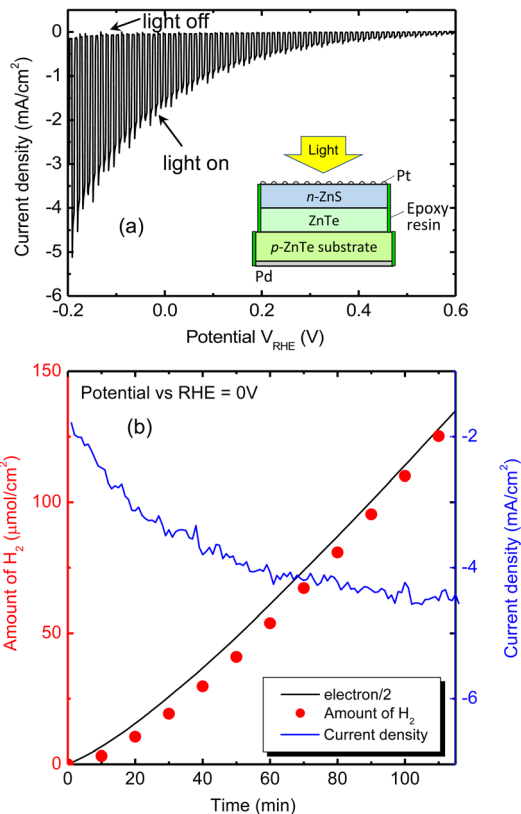 light off
0
-1
-2
-3
-4
-5
-6
Current density (mA/cm²)
light on
(a)
Light
Pt
n-ZnS
ZnTe
Epoxy
resin
p-ZnTe substrate
Pd
-0.2
0.0
0.2
0.4
0.6
Potential V_RHE (V)
150
100
50
0
Amount of H₂ (μmol/cm²)
Potential vs RHE = 0V
(b)
-2
-4
-6
Current density (mA/cm²)
electron/2
Amount of H₂
Current density
0
20
40
60
80
100
Time (min)